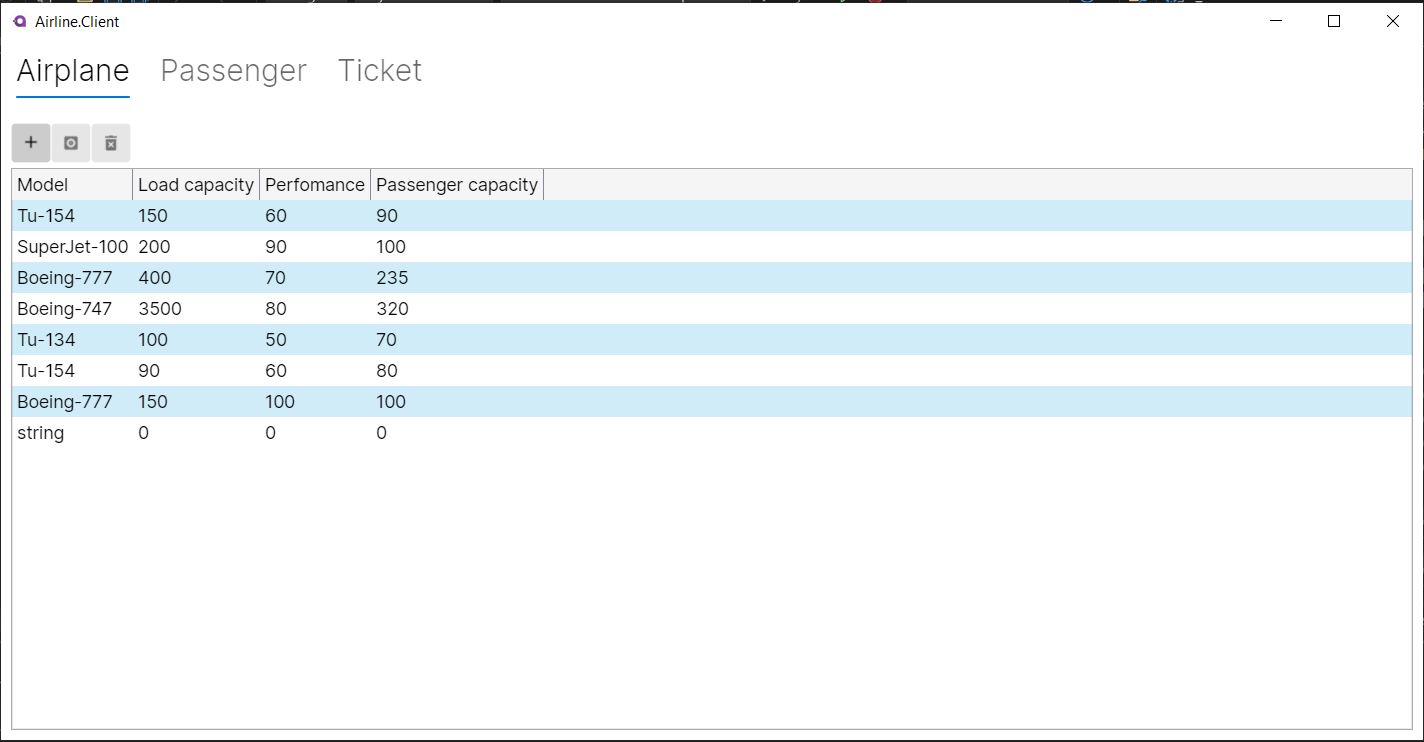 Airline.Client
Airplane Passenger Ticket
+
Model Load capacity Perfomance Passenger capacity
Tu-154 150 60 90
SuperJet-100 200 90 100
Boeing-777 400 70 235
Boeing-747 3500 80 320
Tu-134 100 50 70
Tu-154 90 60 80
Boeing-777 150 100 100
string 0 0 0